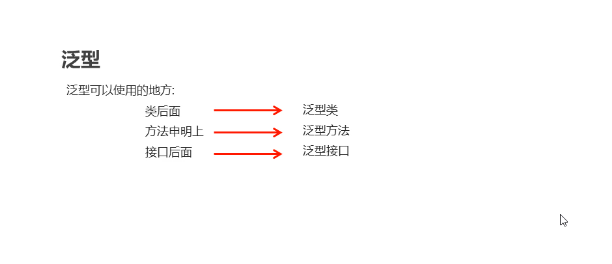 泛型
泛型可以使用的地方:
类后面 泛型类
方法申明上 泛型方法
接口后面 泛型接口